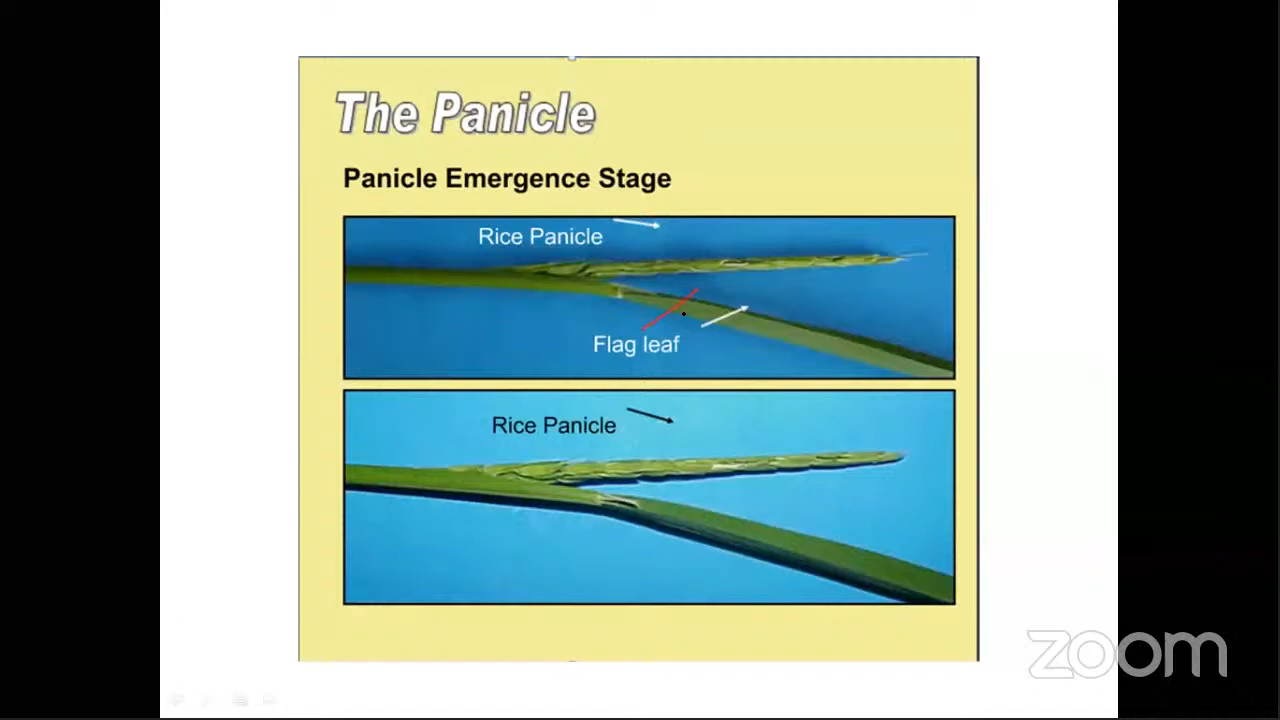 The Panicle
Panicle Emergence Stage
Rice Panicle
Flag leaf
Rice Panicle
zoom